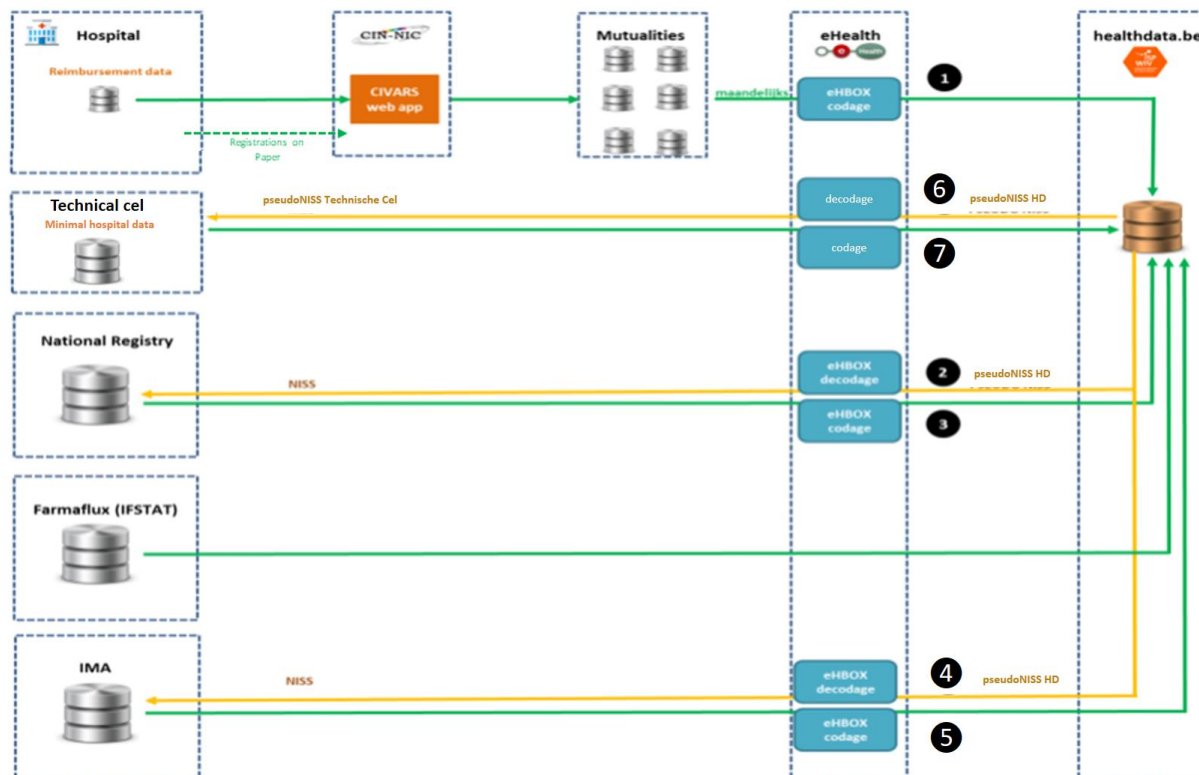 Hospital
Reimbursement data
CIN-NIC
CIVARS
web app
Registrations on
Paper
Mutualities
maandelijks
eHealth
e Health
eHBOX
codage
1
healthdata.be
WIV
Technical cel
Minimal hospital data
pseudoNISS Technische Cel
decodage
6
pseudoNISS HD
codage
7
National Registry
NISS
eHBOX
decodage
2
pseudoNISS HD
eHBOX
codage
3
Farmaflux (IFSTAT)
IMA
NISS
eHBOX
decodage
4
pseudoNISS HD
eHBOX
codage
5